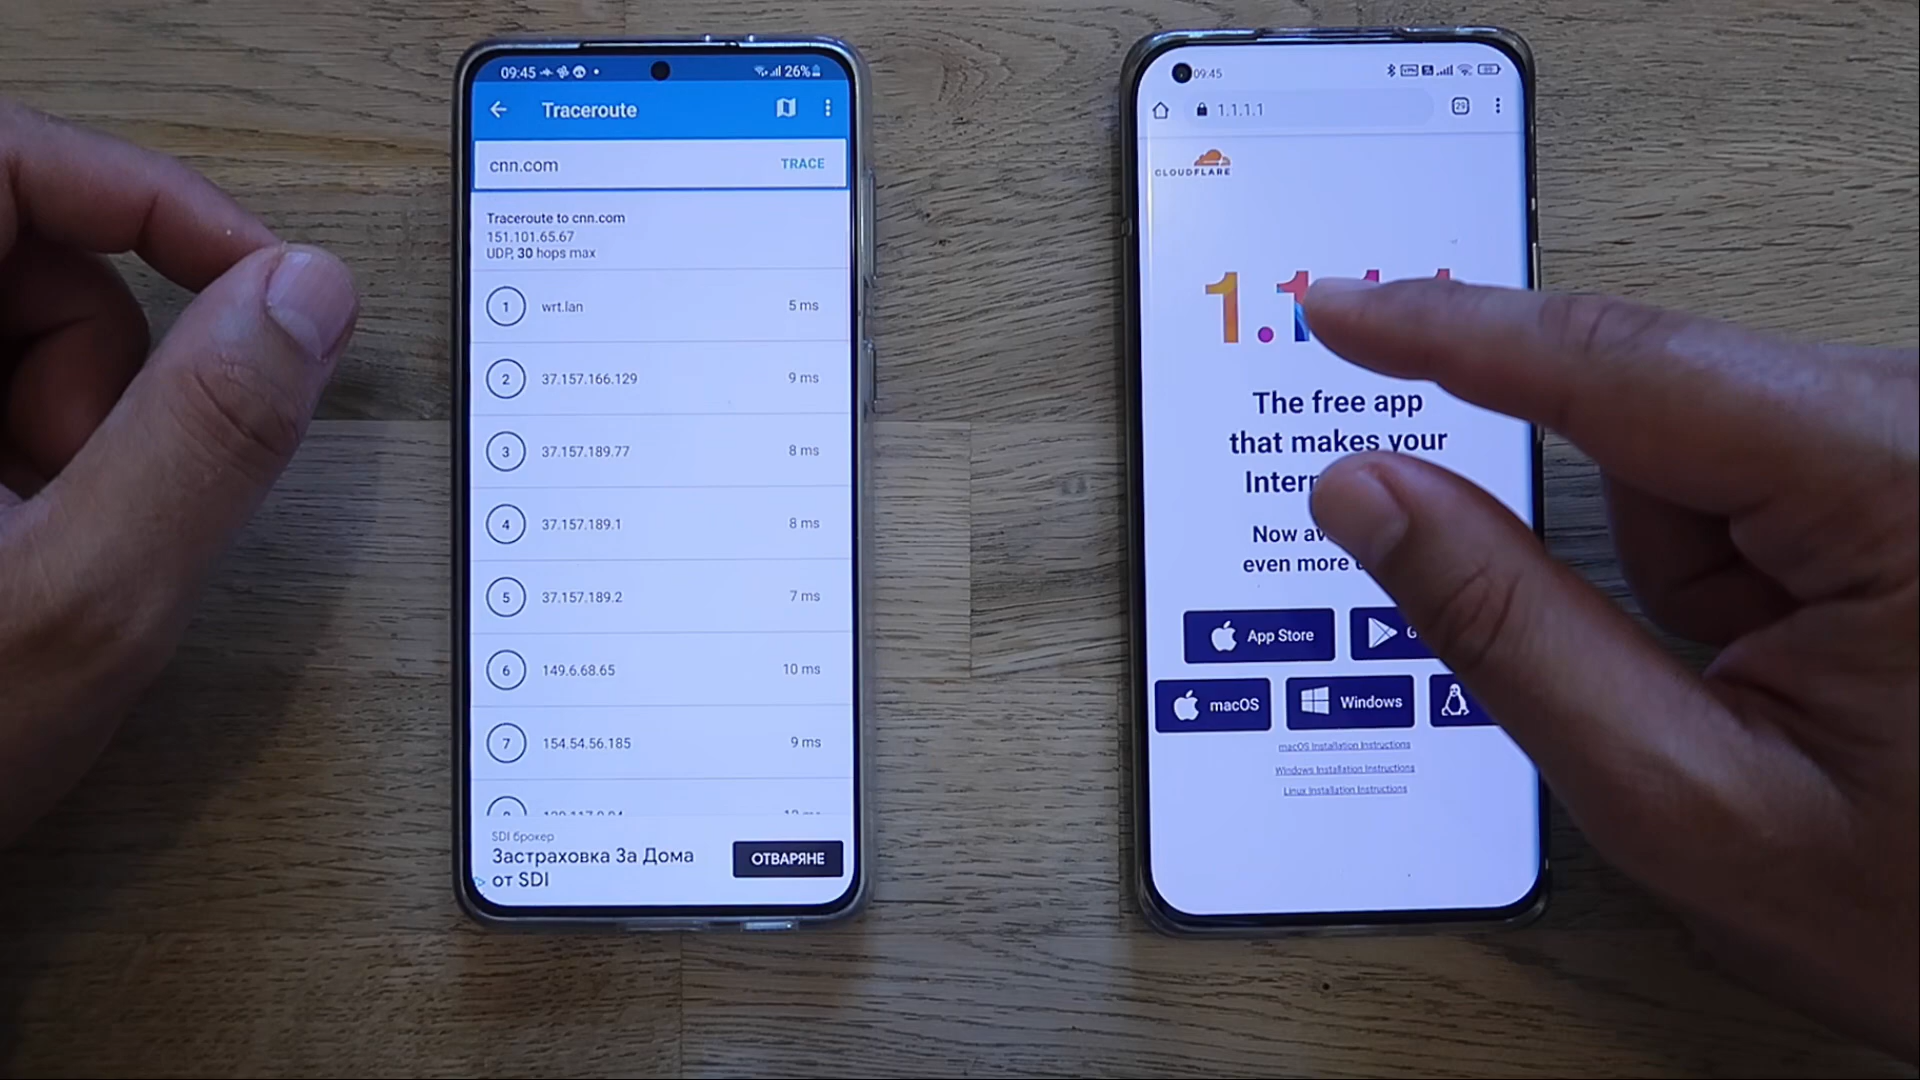 09:45
26%
Traceroute
cnn.com
TRACE
Traceroute to cnn.com
151.101.65.67
UDP, 30 hops max
1 wrt.lan 5 ms
2 37.157.166.129 9 ms
3 37.157.189.77 8 ms
4 37.157.189.1 8 ms
5 37.157.189.2 7 ms
6 149.6.68.65 10 ms
7 154.54.56.185 9 ms
SDI брокер
Застраховка За Дома
от SDI
ОТВАРЯНЕ
09:45
1.1.1.1
29
CLOUDFLARE
1.1
The free app
that makes your
Now
even more
App Store
G
macOS
Windows
macOS Installation Instructions
Windows Installation Instructions
Linux Installation Instructions